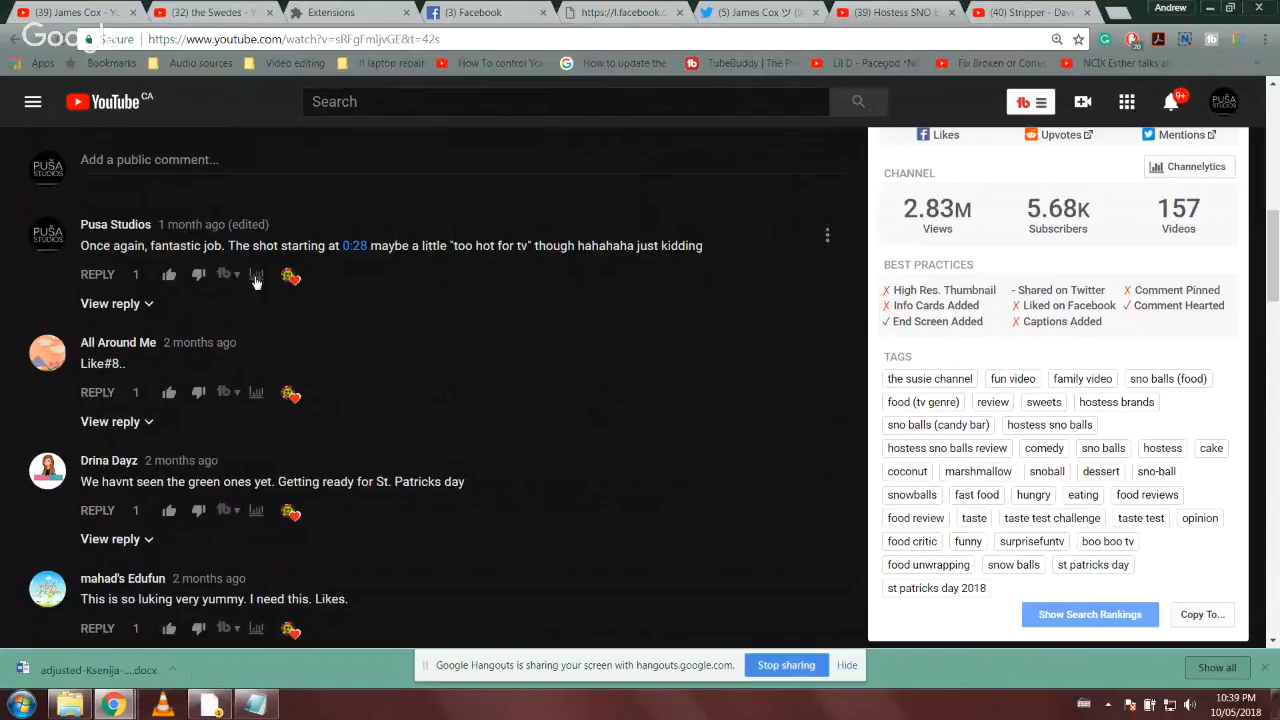 (39) James Cox - Yo
(32) the Swedes - Y
Extensions
(3) Facebook
https://l.facebook.c
(5) James Cox ツ
(39) Hostess SNO E
(40) Stripper - Davi
Andrew
Secure
https://www.youtube.com/watch?v=sRFgFmljvGE&t=42s
20
Apps
Bookmarks
Audio sources
Video editing
!! laptop repair
How To Control You
How to update the
TubeBuddy | The Pr
Lil D - Pacegod *NE
Fix Broken or Corru
NCIX Esther talks a
YouTube CA
Search
9+
Add a public comment...
Pusa Studios 1 month ago (edited)
Once again, fantastic job. The shot starting at 0:28 maybe a little "too hot for tv" though hahahaha just kidding
REPLY 1
View reply
All Around Me 2 months ago
Like#8..
REPLY 1
View reply
Drina Dayz 2 months ago
We havnt seen the green ones yet. Getting ready for St. Patricks day
REPLY 1
View reply
mahad's Edufun 2 months ago
This is so luking very yummy. I need this. Likes.
REPLY 1
Likes
Upvotes
Mentions
CHANNEL
Channelytics
2.83M
5.68K
157
Views
Subscribers
Videos
BEST PRACTICES
✗ High Res. Thumbnail
- Shared on Twitter
✗ Comment Pinned
✗ Info Cards Added
✗ Liked on Facebook
✓ Comment Hearted
✓ End Screen Added
✗ Captions Added
TAGS
the susie channel
fun video
family video
sno balls (food)
food (tv genre)
review
sweets
hostess brands
sno balls (candy bar)
hostess sno balls
hostess sno balls review
comedy
sno balls
hostess
cake
coconut
marshmallow
snoball
dessert
sno-ball
snowballs
fast food
hungry
eating
food reviews
food review
taste
taste test challenge
taste test
opinion
food critic
funny
surprisefuntv
boo boo tv
food unwrapping
snow balls
st patricks day
st patricks day 2018
Show Search Rankings
Copy To...
adjusted-Ksenija-....docx
Google Hangouts is sharing your screen with hangouts.google.com.
Stop sharing
Hide
Show all
10:39 PM
10/05/2018